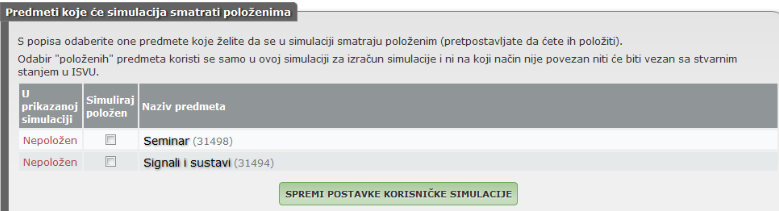 Predmeti koje će simulacija smatrati položenima
S popisa odaberite one predmete koje želite da se u simulaciji smatraju položenim (pretpostavljate da ćete ih položiti).
Odabir "položenih" predmeta koristi se samo u ovoj simulaciji za izračun simulacije i ni na koji način nije povezan niti će biti vezan sa stvarnim
stanjem u ISVU.
U prikazanoj simulaciji Simuliraj položen Naziv predmeta
Nepoložen Seminar (31498)
Nepoložen Signali i sustavi (31494)
SPREMI POSTAVKE KORISNIČKE SIMULACIJE